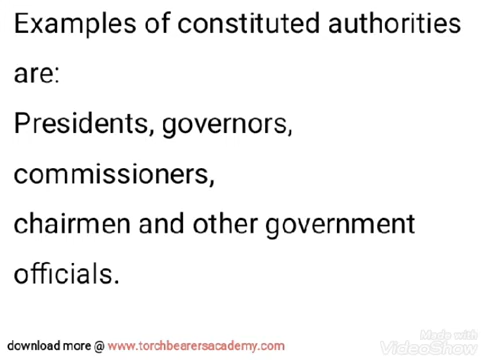 Examples of constituted authorities
are:
Presidents, governors,
commissioners,
chairmen and other government
officials.
download more @ www.torchbearersacademy.com
Made with
VideoShow